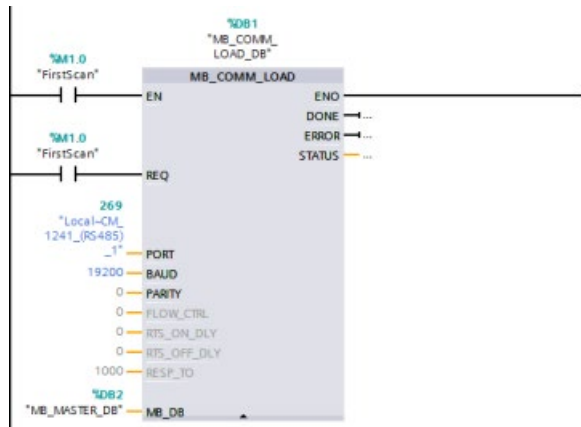 %DB1
"MB_COMM_
LOAD_DB"
%M1.0
"FirstScan"
MB_COMM_LOAD
EN
ENO
DONE
...
ERROR
...
%M1.0
"FirstScan"
STATUS
...
REQ
269
"Local~CM_
1241_(RS485)
_1"
PORT
19200
BAUD
0
PARITY
0
FLOW_CTRL
0
RTS_ON_DLY
0
RTS_OFF_DLY
1000
RESP_TO
%DB2
"MB_MASTER_DB"
MB_DB